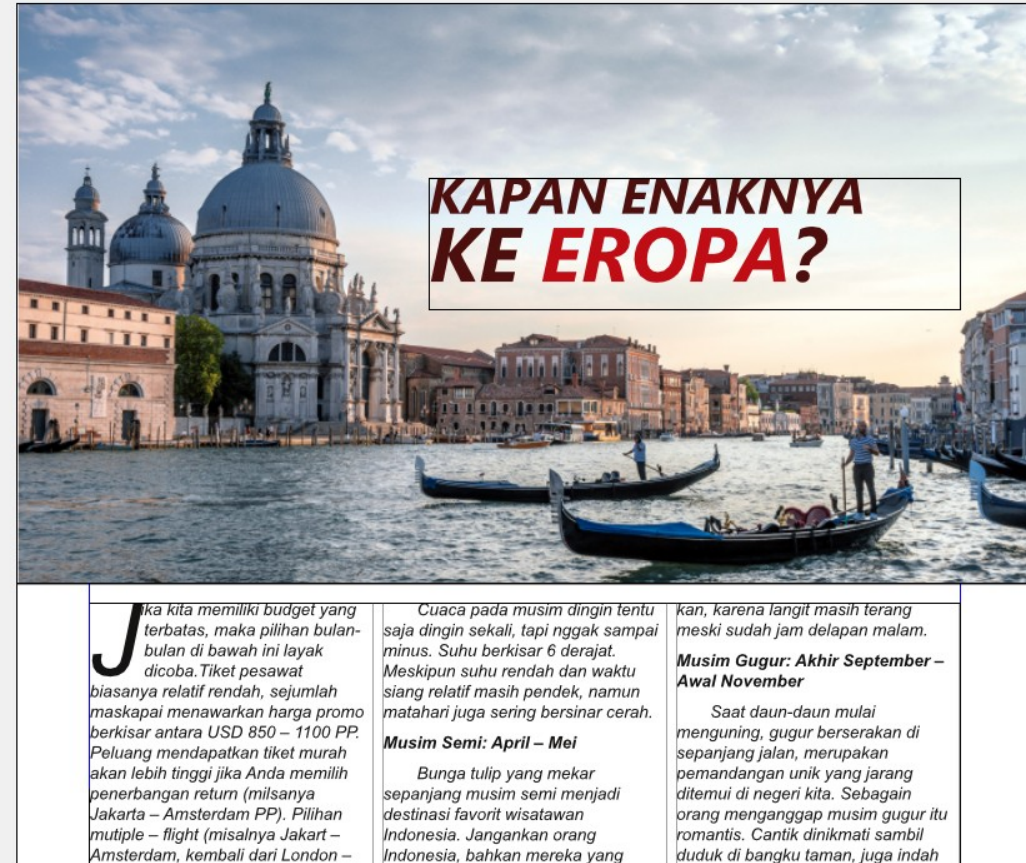 KAPAN ENAKNYA
KE EROPA?
Jika kita memiliki budget yang
terbatas, maka pilihan bulan-
bulan di bawah ini layak
dicoba.Tiket pesawat
biasanya relatif rendah, sejumlah
maskapai menawarkan harga promo
berkisar antara USD 850 – 1100 PP.
Peluang mendapatkan tiket murah
akan lebih tinggi jika Anda memilih
penerbangan return (milsanya
Jakarta – Amsterdam PP). Pilihan
mutiple – flight (misalnya Jakart –
Amsterdam, kembali dari London –
Cuaca pada musim dingin tentu
saja dingin sekali, tapi nggak sampai
minus. Suhu berkisar 6 derajat.
Meskipun suhu rendah dan waktu
siang relatif masih pendek, namun
matahari juga sering bersinar cerah.
Musim Semi: April – Mei
Bunga tulip yang mekar
sepanjang musim semi menjadi
destinasi favorit wisatawan
Indonesia. Jangankan orang
Indonesia, bahkan mereka yang
kan, karena langit masih terang
meski sudah jam delapan malam.
Musim Gugur: Akhir September –
Awal November
Saat daun-daun mulai
menguning, gugur berserakan di
sepanjang jalan, merupakan
pemandangan unik yang jarang
ditemui di negeri kita. Sebagain
orang menganggap musim gugur itu
romantis. Cantik dinikmati sambil
duduk di bangku taman, juga indah